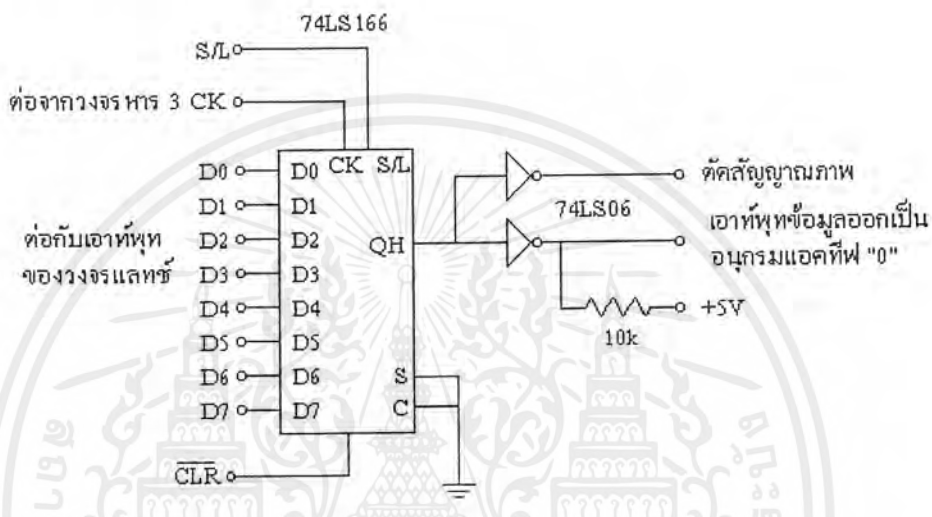 74LS166
S/L
ต่อจากวงจร หาร 3 CK
CK S/L
D0 D0
D1 D1
D2 D2
D3 D3
D4 D4
D5 D5
D6 D6
D7 D7
ต่อกับเอาท์พุท
ของวงจรแลทช์
QH
S
C
CLR
74LS06
ตัดสัญญาณภาพ
เอาท์พุทข้อมูลออกเป็น
อนุกรมแอคทีฟ "0"
+5V
10k